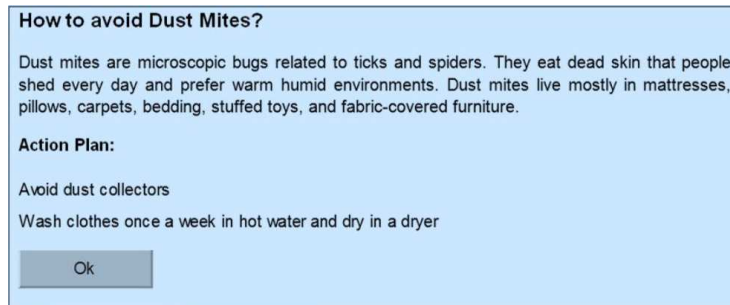 How to avoid Dust Mites?
Dust mites are microscopic bugs related to ticks and spiders. They eat dead skin that people
shed every day and prefer warm humid environments. Dust mites live mostly in mattresses,
pillows, carpets, bedding, stuffed toys, and fabric-covered furniture.
Action Plan:
Avoid dust collectors
Wash clothes once a week in hot water and dry in a dryer
Ok